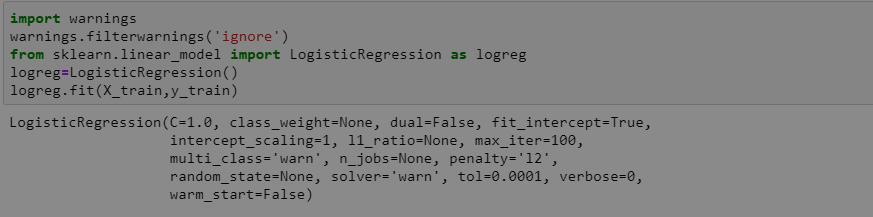 import warnings
warnings.filterwarnings('ignore')
from sklearn.linear_model import LogisticRegression as logreg
logreg=LogisticRegression()
logreg.fit(X_train,y_train)
LogisticRegression(C=1.0, class_weight=None, dual=False, fit_intercept=True,
intercept_scaling=1, l1_ratio=None, max_iter=100,
multi_class='warn', n_jobs=None, penalty='l2',
random_state=None, solver='warn', tol=0.0001, verbose=0,
warm_start=False)